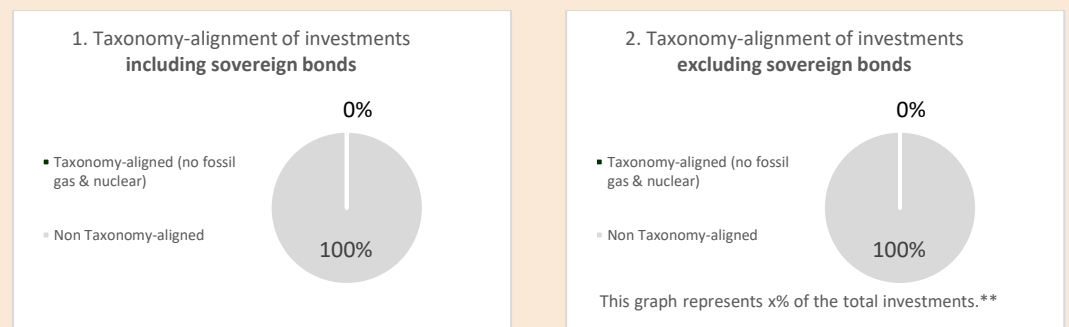 1. Taxonomy-alignment of investments
including sovereign bonds
0%
Taxonomy-aligned (no fossil
gas & nuclear)
Non Taxonomy-aligned
100%
2. Taxonomy-alignment of investments
excluding sovereign bonds
0%
Taxonomy-aligned (no fossil
gas & nuclear)
Non Taxonomy-aligned
100%
This graph represents x% of the total investments.**